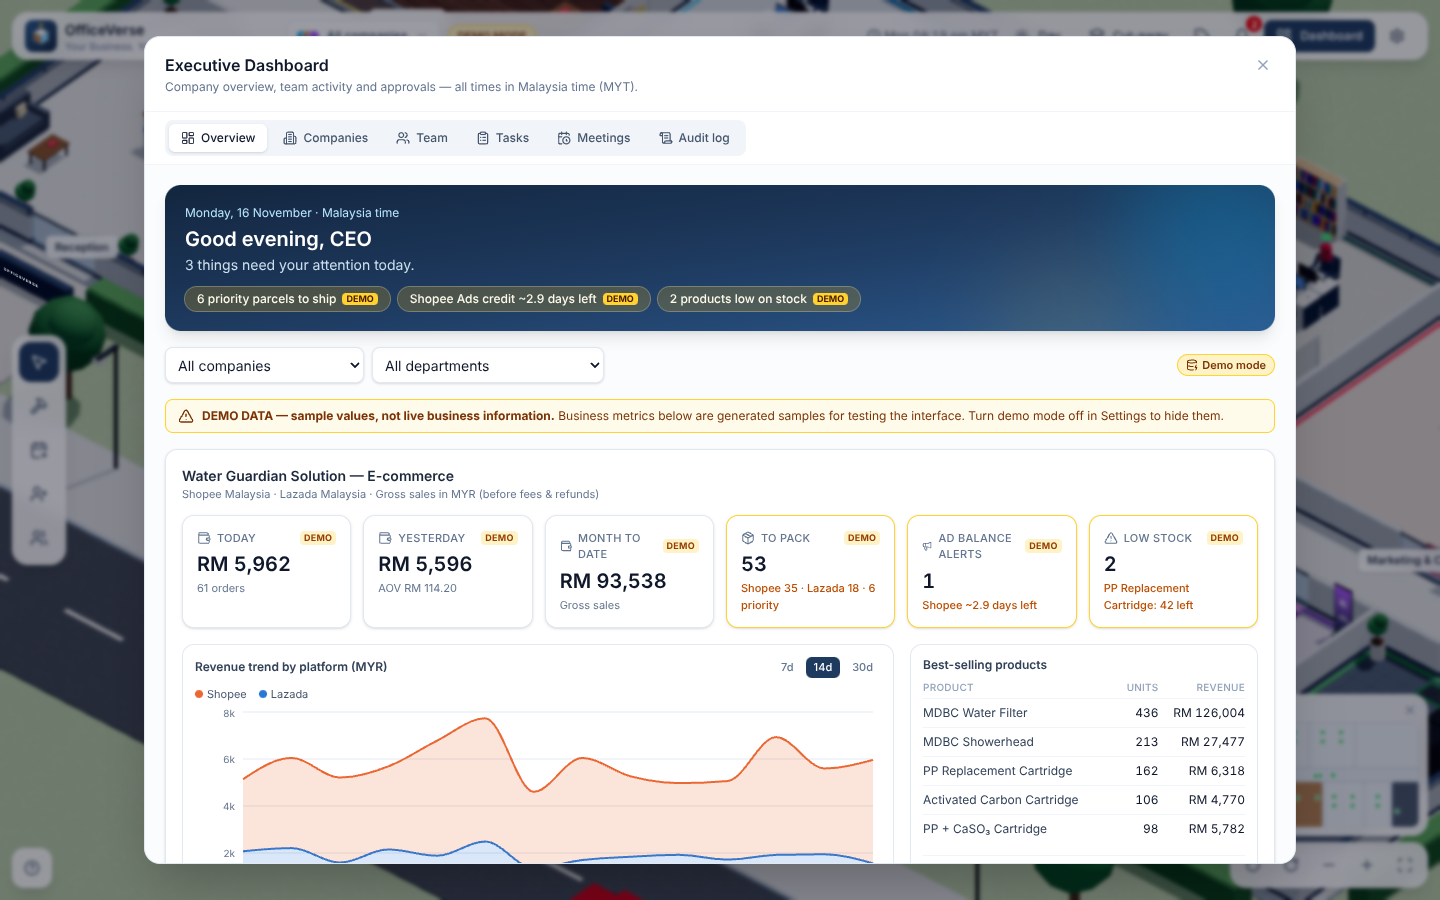 OfficeVerse
Executive Dashboard
Company overview, team activity and approvals — all times in Malaysia time (MYT).
Overview
Companies
Team
Tasks
Meetings
Audit log
Monday, 16 November · Malaysia time
Good evening, CEO
3 things need your attention today.
6 priority parcels to ship DEMO
Shopee Ads credit ~2.9 days left DEMO
2 products low on stock DEMO
All companies
All departments
Demo mode
DEMO DATA — sample values, not live business information. Business metrics below are generated samples for testing the interface. Turn demo mode off in Settings to hide them.
Water Guardian Solution — E-commerce
Shopee Malaysia · Lazada Malaysia · Gross sales in MYR (before fees & refunds)
TODAY DEMO
RM 5,962
61 orders
YESTERDAY DEMO
RM 5,596
AOV RM 114.20
MONTH TO DATE DEMO
RM 93,538
Gross sales
TO PACK DEMO
53
Shopee 35 · Lazada 18 · 6
priority
AD BALANCE ALERTS DEMO
1
Shopee ~2.9 days left
LOW STOCK DEMO
2
PP Replacement
Cartridge: 42 left
Revenue trend by platform (MYR)
7d 14d 30d
Shopee Lazada
8k
6k
4k
2k
Best-selling products
PRODUCT UNITS REVENUE
MDBC Water Filter 436 RM 126,004
MDBC Showerhead 213 RM 27,477
PP Replacement Cartridge 162 RM 6,318
Activated Carbon Cartridge 106 RM 4,770
PP + CaSO₃ Cartridge 98 RM 5,782
Reception
Dashboard